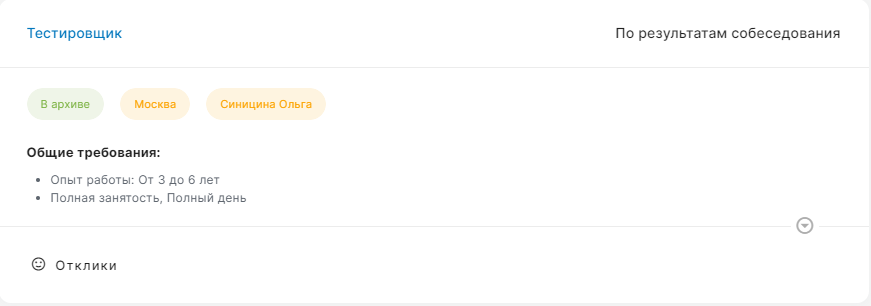 Тестировщик
По результатам собеседования
В архиве
Москва
Синицина Ольга
Общие требования:
Опыт работы: От 3 до 6 лет
Полная занятость, Полный день
Отклики